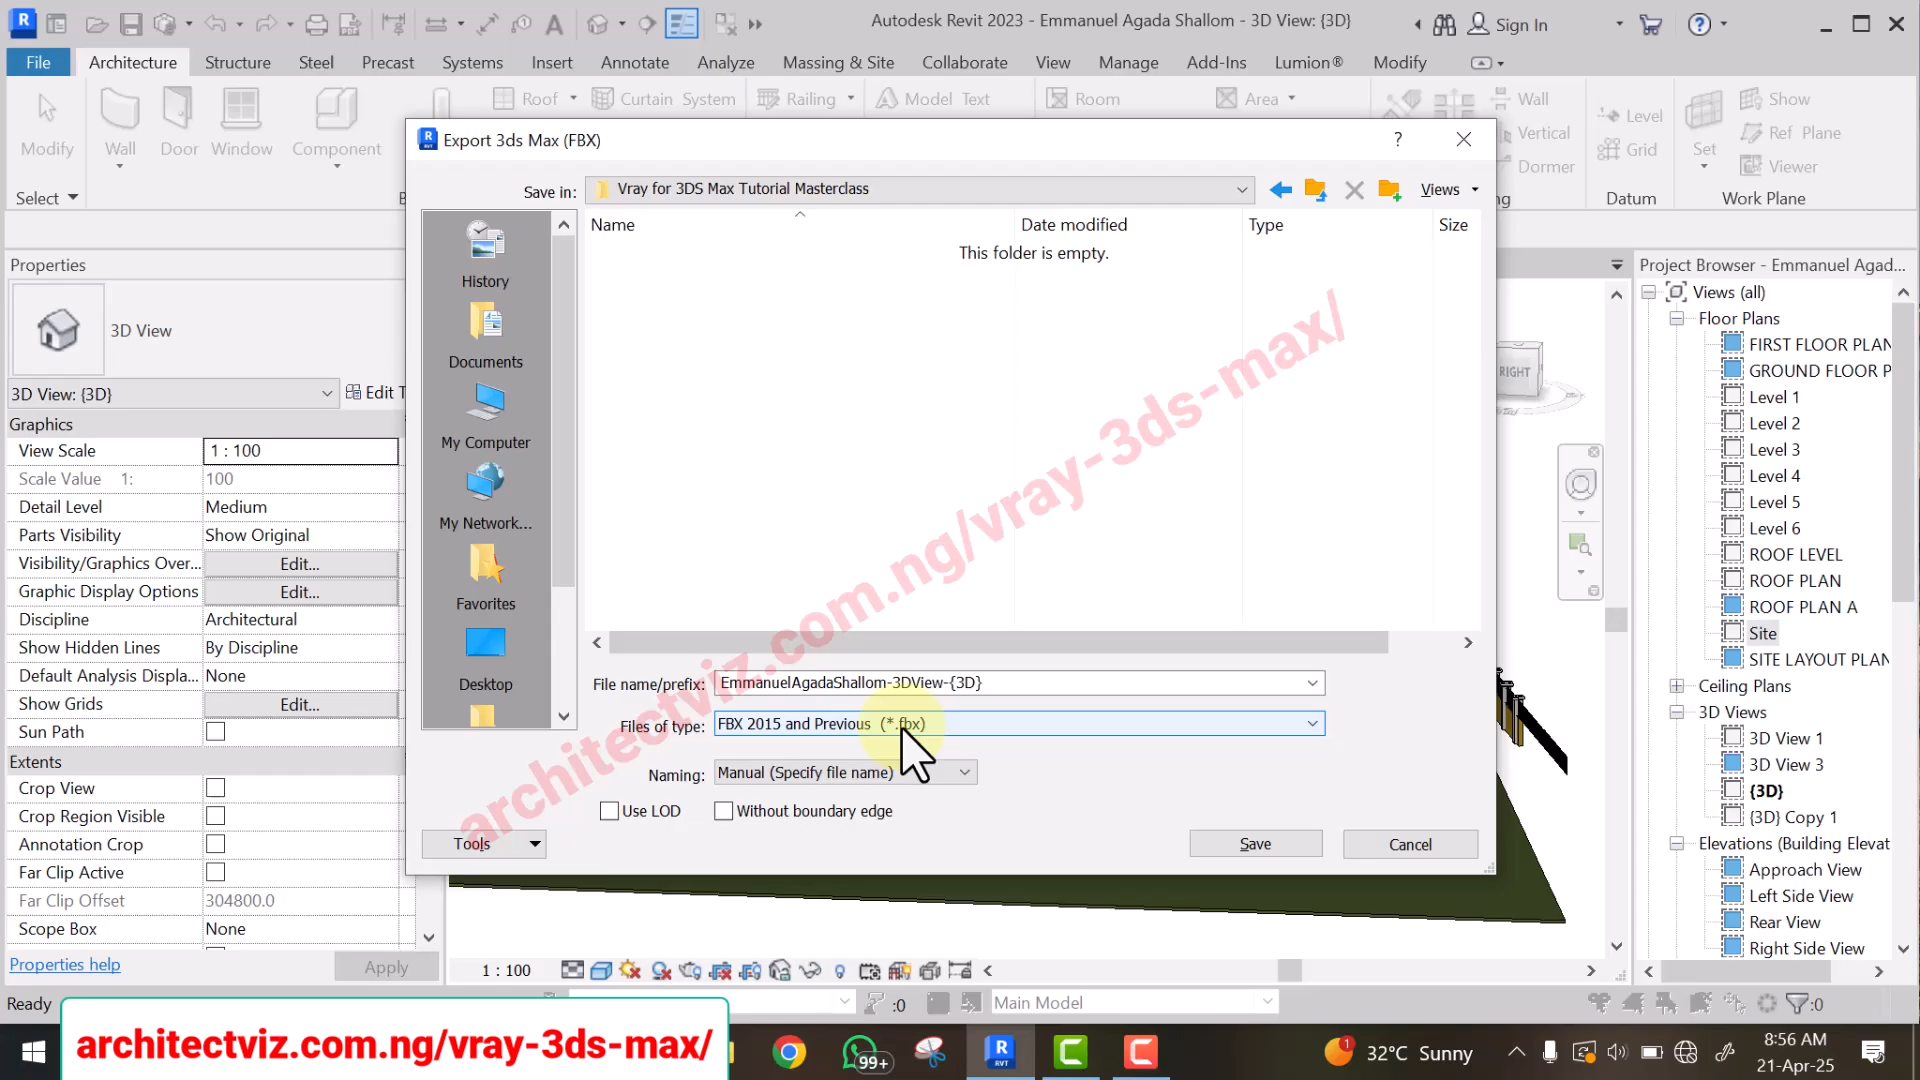 Autodesk Revit 2023 - Emmanuel Agada Shallom - 3D View: {3D}
Sign In
File
Architecture
Structure
Steel
Precast
Systems
Insert
Annotate
Analyze
Massing & Site
Collaborate
View
Manage
Add-Ins
Lumion®
Modify
Modify
Wall
Door
Window
Component
Roof
Curtain System
Railing
Model Text
Room
Area
Wall
Vertical
Dormer
Level
Grid
Set
Show
Ref Plane
Viewer
Select
Datum
Work Plane
Export 3ds Max (FBX)
Save in:
Vray for 3DS Max Tutorial Masterclass
Views
Name
Date modified
Type
Size
This folder is empty.
History
Documents
My Computer
My Network...
Favorites
Desktop
File name/prefix:
EmmanuelAgadaShallom-3DView-{3D}
Files of type:
FBX 2015 and Previous (*.fbx)
Naming:
Manual (Specify file name)
Use LOD
Without boundary edge
Tools
Save
Cancel
architectviz.com.ng/vray-3ds-max/
Properties
3D View
3D View: {3D}
Edit T
Graphics
View Scale
1 : 100
Scale Value 1:
100
Detail Level
Medium
Parts Visibility
Show Original
Visibility/Graphics Over...
Edit...
Graphic Display Options
Edit...
Discipline
Architectural
Show Hidden Lines
By Discipline
Default Analysis Displa...
None
Show Grids
Edit...
Sun Path
Extents
Crop View
Crop Region Visible
Annotation Crop
Far Clip Active
Far Clip Offset
304800.0
Scope Box
None
Properties help
Apply
RIGHT
Project Browser - Emmanuel Agad...
Views (all)
Floor Plans
FIRST FLOOR PLAN
GROUND FLOOR P
Level 1
Level 2
Level 3
Level 4
Level 5
Level 6
ROOF LEVEL
ROOF PLAN
ROOF PLAN A
Site
SITE LAYOUT PLAN
Ceiling Plans
3D Views
3D View 1
3D View 3
{3D}
{3D} Copy 1
Elevations (Building Elevat
Approach View
Left Side View
Rear View
Right Side View
1 : 100
Ready
:0
Main Model
:0
architectviz.com.ng/vray-3ds-max/
99+
R
RVT
1
32°C Sunny
8:56 AM
21-Apr-25